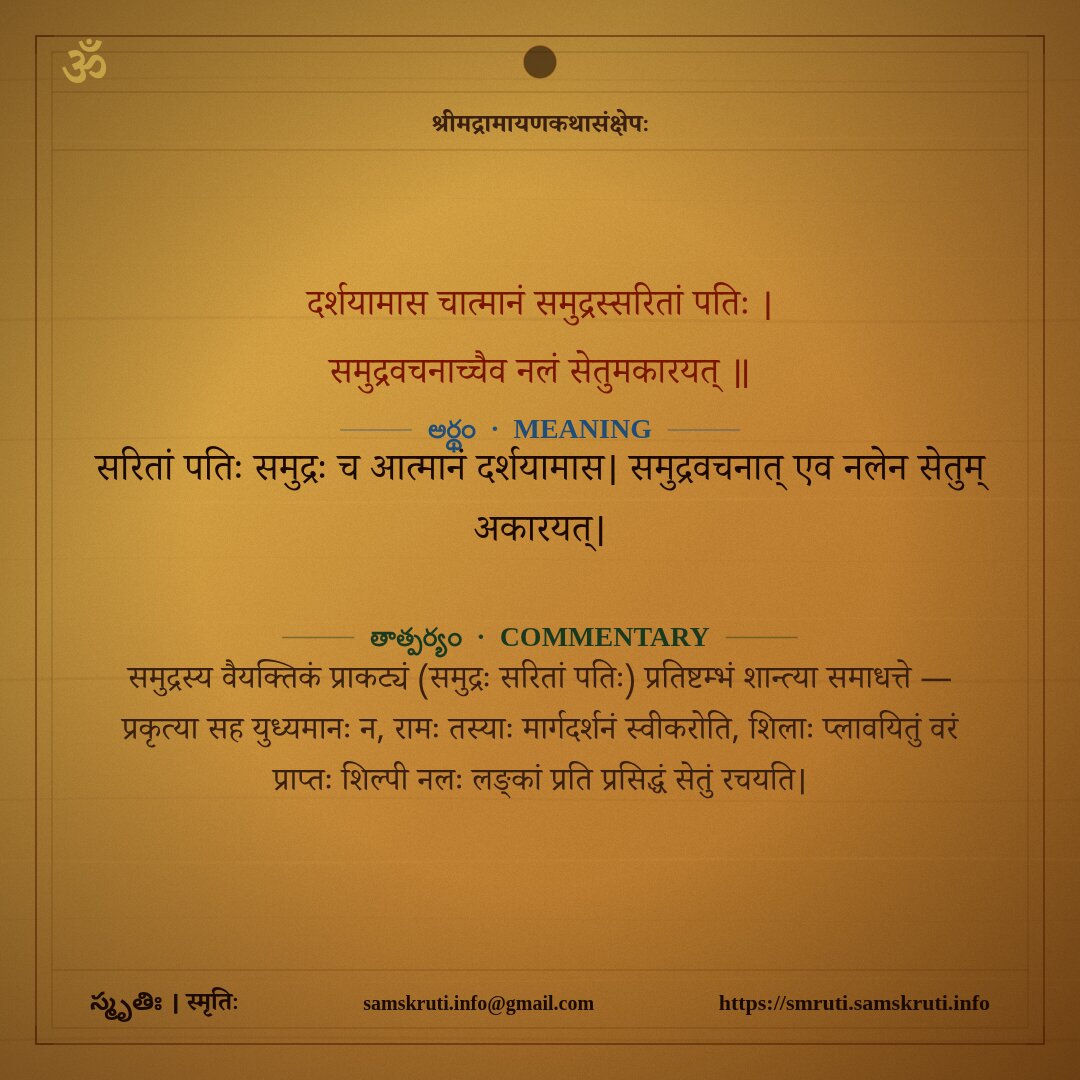 ॐ
श्रीमद्रामायणकथासंक्षेपः
दर्शयामास चात्मानं समुद्रस्सरितां पतिः |
समुद्रवचनाच्चैव नलं सेतुमकारयत् ॥
అర్థం · MEANING
सरितां पतिः समुद्रः च आत्मानं दर्शयामास| समुद्रवचनात् एव नलेन सेतुम्
अकारयत्|
తాత్పర్యం · COMMENTARY
समुद्रस्य वैयक्तिकं प्राकट्यं (समुद्रः सरितां पतिः) प्रतिष्टम्भं शान्त्या समाधत्ते —
प्रकृत्या सह युध्यमानः न, रामः तस्याः मार्गदर्शनं स्वीकरोति, शिलाः प्लावयितुं वरं
प्राप्तः शिल्पी नलः लङ्कां प्रति प्रसिद्धं सेतुं रचयति|
స్మృతిః | स्मृतिः samskruti.info@gmail.com https://smruti.samskruti.info